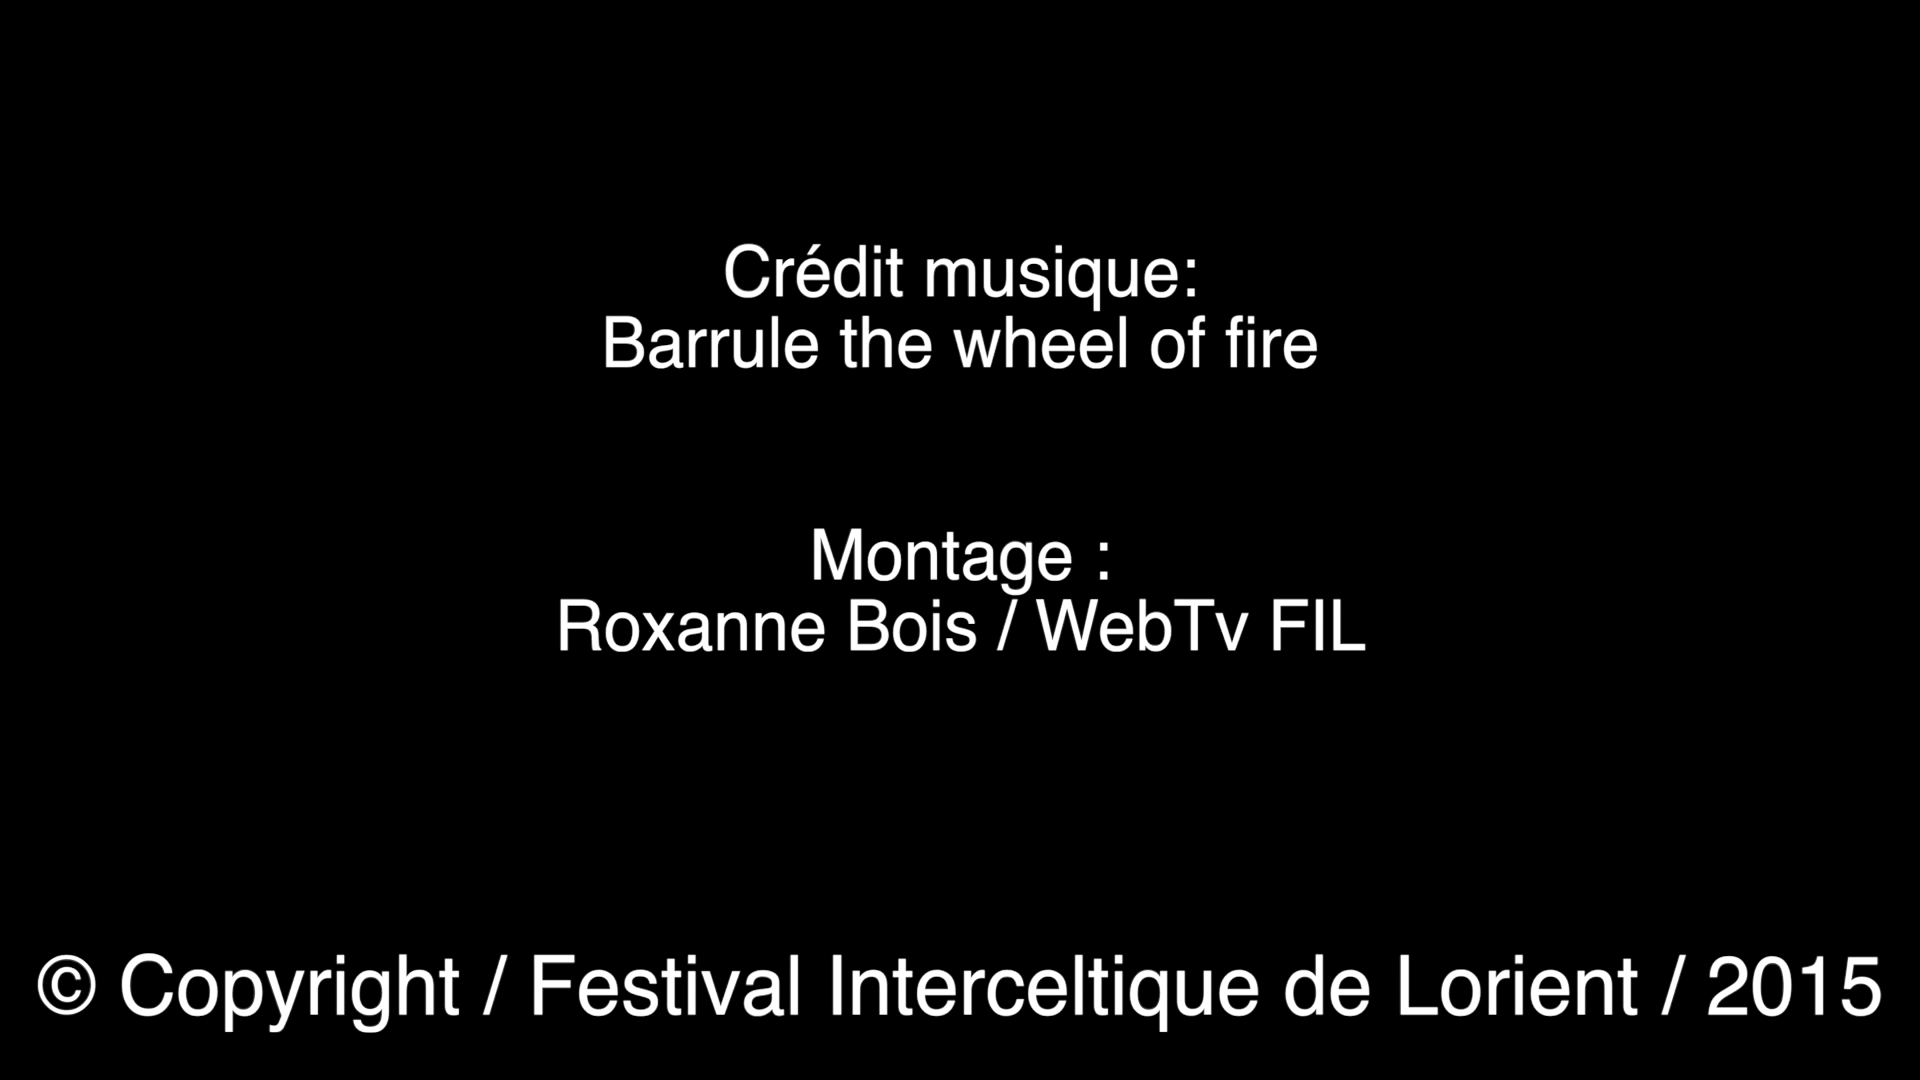 Crédit musique:
Barrule the wheel of fire
Montage :
Roxanne Bois / WebTv FIL
© Copyright / Festival Interceltique de Lorient / 2015